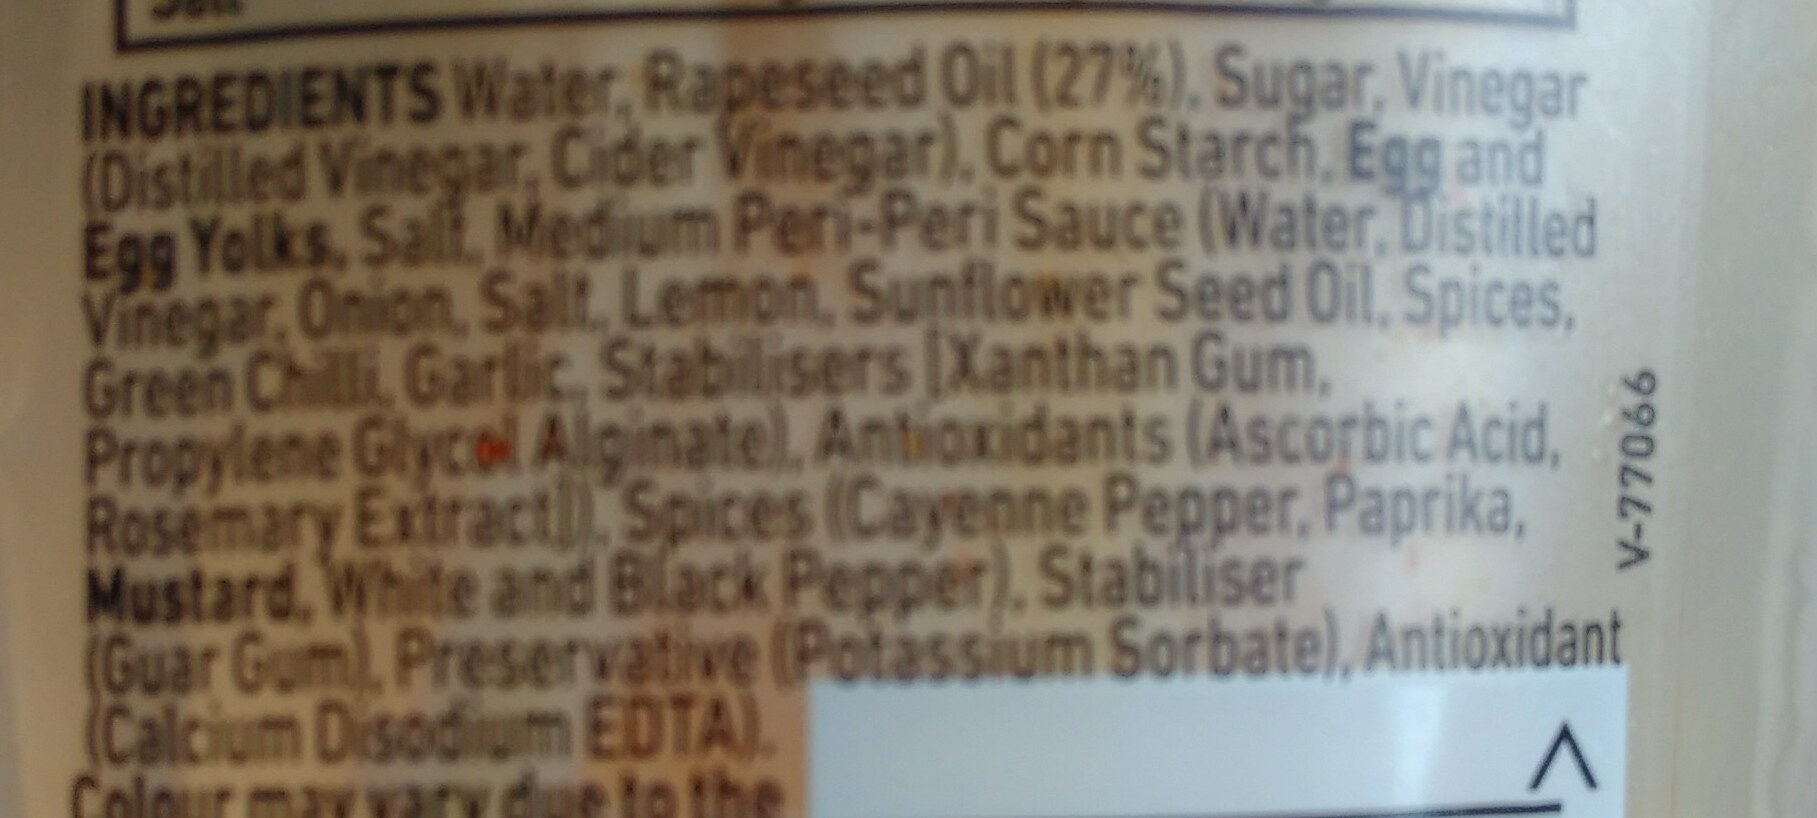 Salt
INGREDIENTS Water, Rapeseed Oil (27%), Sugar, Vinegar
(Distilled Vinegar, Cider Vinegar), Corn Starch, Egg and
Egg Yolks, Salt, Medium Peri-Peri Sauce (Water, Distilled
Vinegar, Onion, Salt, Lemon, Sunflower Seed Oil, Spices,
Green Chilli, Garlic, Stabilisers [Xanthan Gum,
Propylene Glycol Alginate), Antioxidants (Ascorbic Acid,
Rosemary Extract]), Spices ((Cayenne Pepper, Paprika,
Mustard, White and Black Pepper), Stabiliser
(Guar Gum), Preservative (Potassium Sorbate), Antioxidant
(Calcium Disodium EDTA).
Colour may vary due to the
V-77066